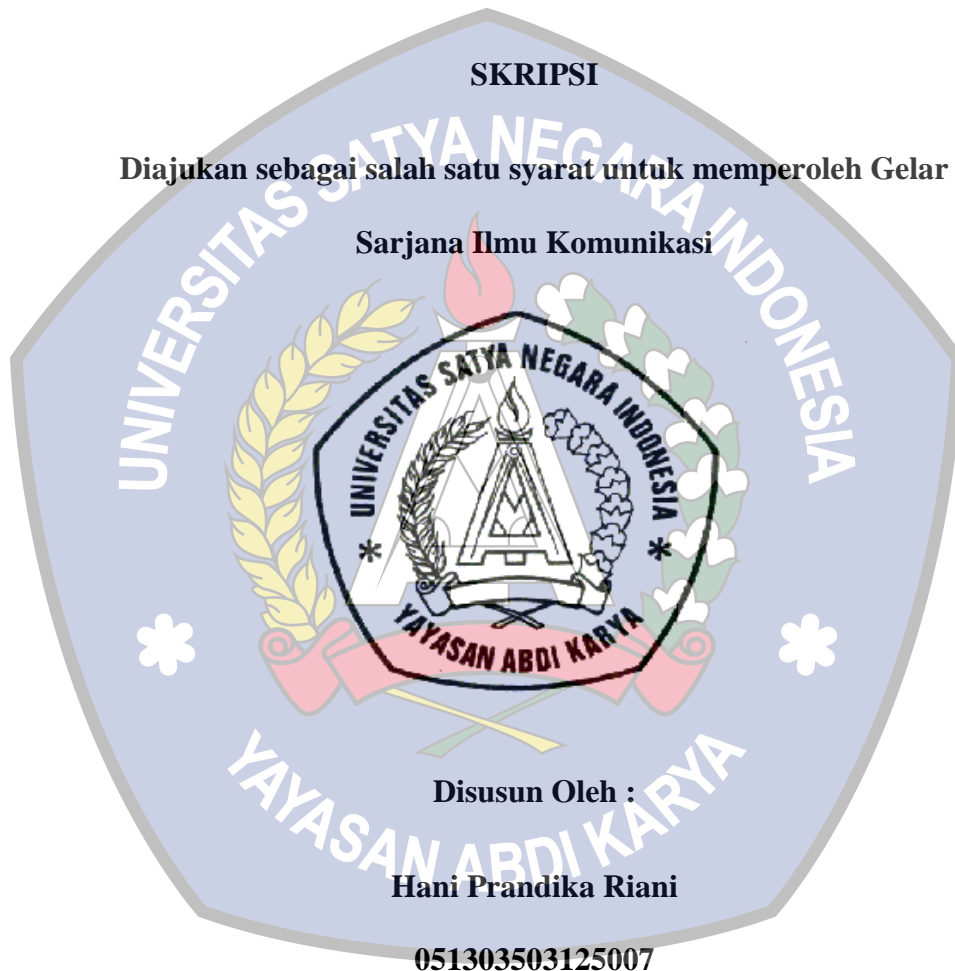 SKRIPSI
Diajukan sebagai salah satu syarat untuk memperoleh Gelar
Sarjana Ilmu Komunikasi
UNIVERSITAS SATYA NEGARA INDONESIA
YAYASAN ABDI KARYA
UNIVERSITAS SATYA NEGARA INDONESIA
YAYASAN ABDI KARYA
Disusun Oleh :
Hani Prandika Riani
051303503125007